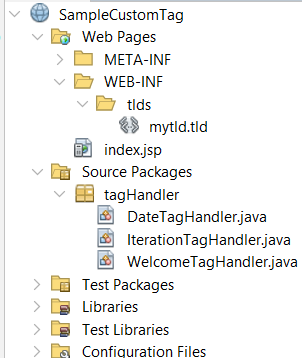 SampleCustomTag
Web Pages
META-INF
WEB-INF
tlds
mytld.tld
index.jsp
Source Packages
tagHandler
DateTagHandler.java
IterationTagHandler.java
WelcomeTagHandler.java
Test Packages
Libraries
Test Libraries
Configuration Files